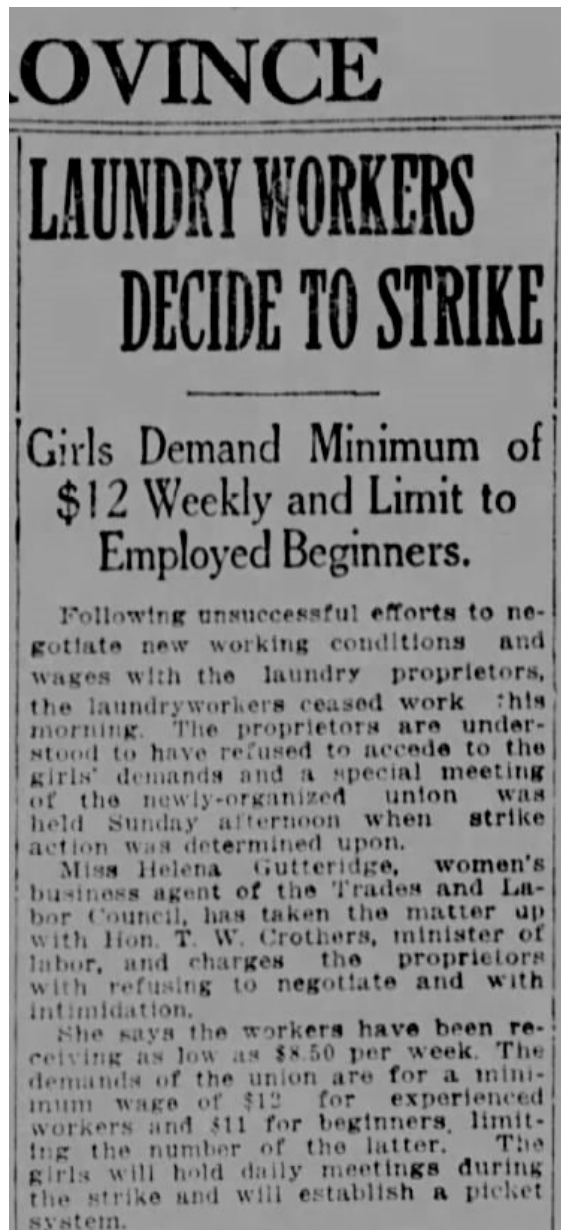 ROVINCE
LAUNDRY WORKERS
DECIDE TO STRIKE
Girls Demand Minimum of
$12 Weekly and Limit to
Employed Beginners.
Following unsuccessful efforts to ne-
gotiate new working conditions and
wages with the laundry proprietors,
the laundryworkers ceased work this
morning. The proprietors are under-
stood to have refused to accede to the
girls' demands and a special meeting
of the newly-organized union was
held Sunday afternoon when strike
action was determined upon.
Miss Helena Gutteridge, women's
business agent of the Trades and La-
bor Council, has taken the matter up
with Hon. T. W. Crothers, minister of
labor, and charges the proprietors
with refusing to negotiate and with
intimidation.
She says the workers have been re-
ceiving as low as $8.50 per week. The
demands of the union are for a mini-
mum wage of $12 for experienced
workers and $11 for beginners, limit-
ing the number of the latter. The
girls will hold daily meetings during
the strike and will establish a picket
system.